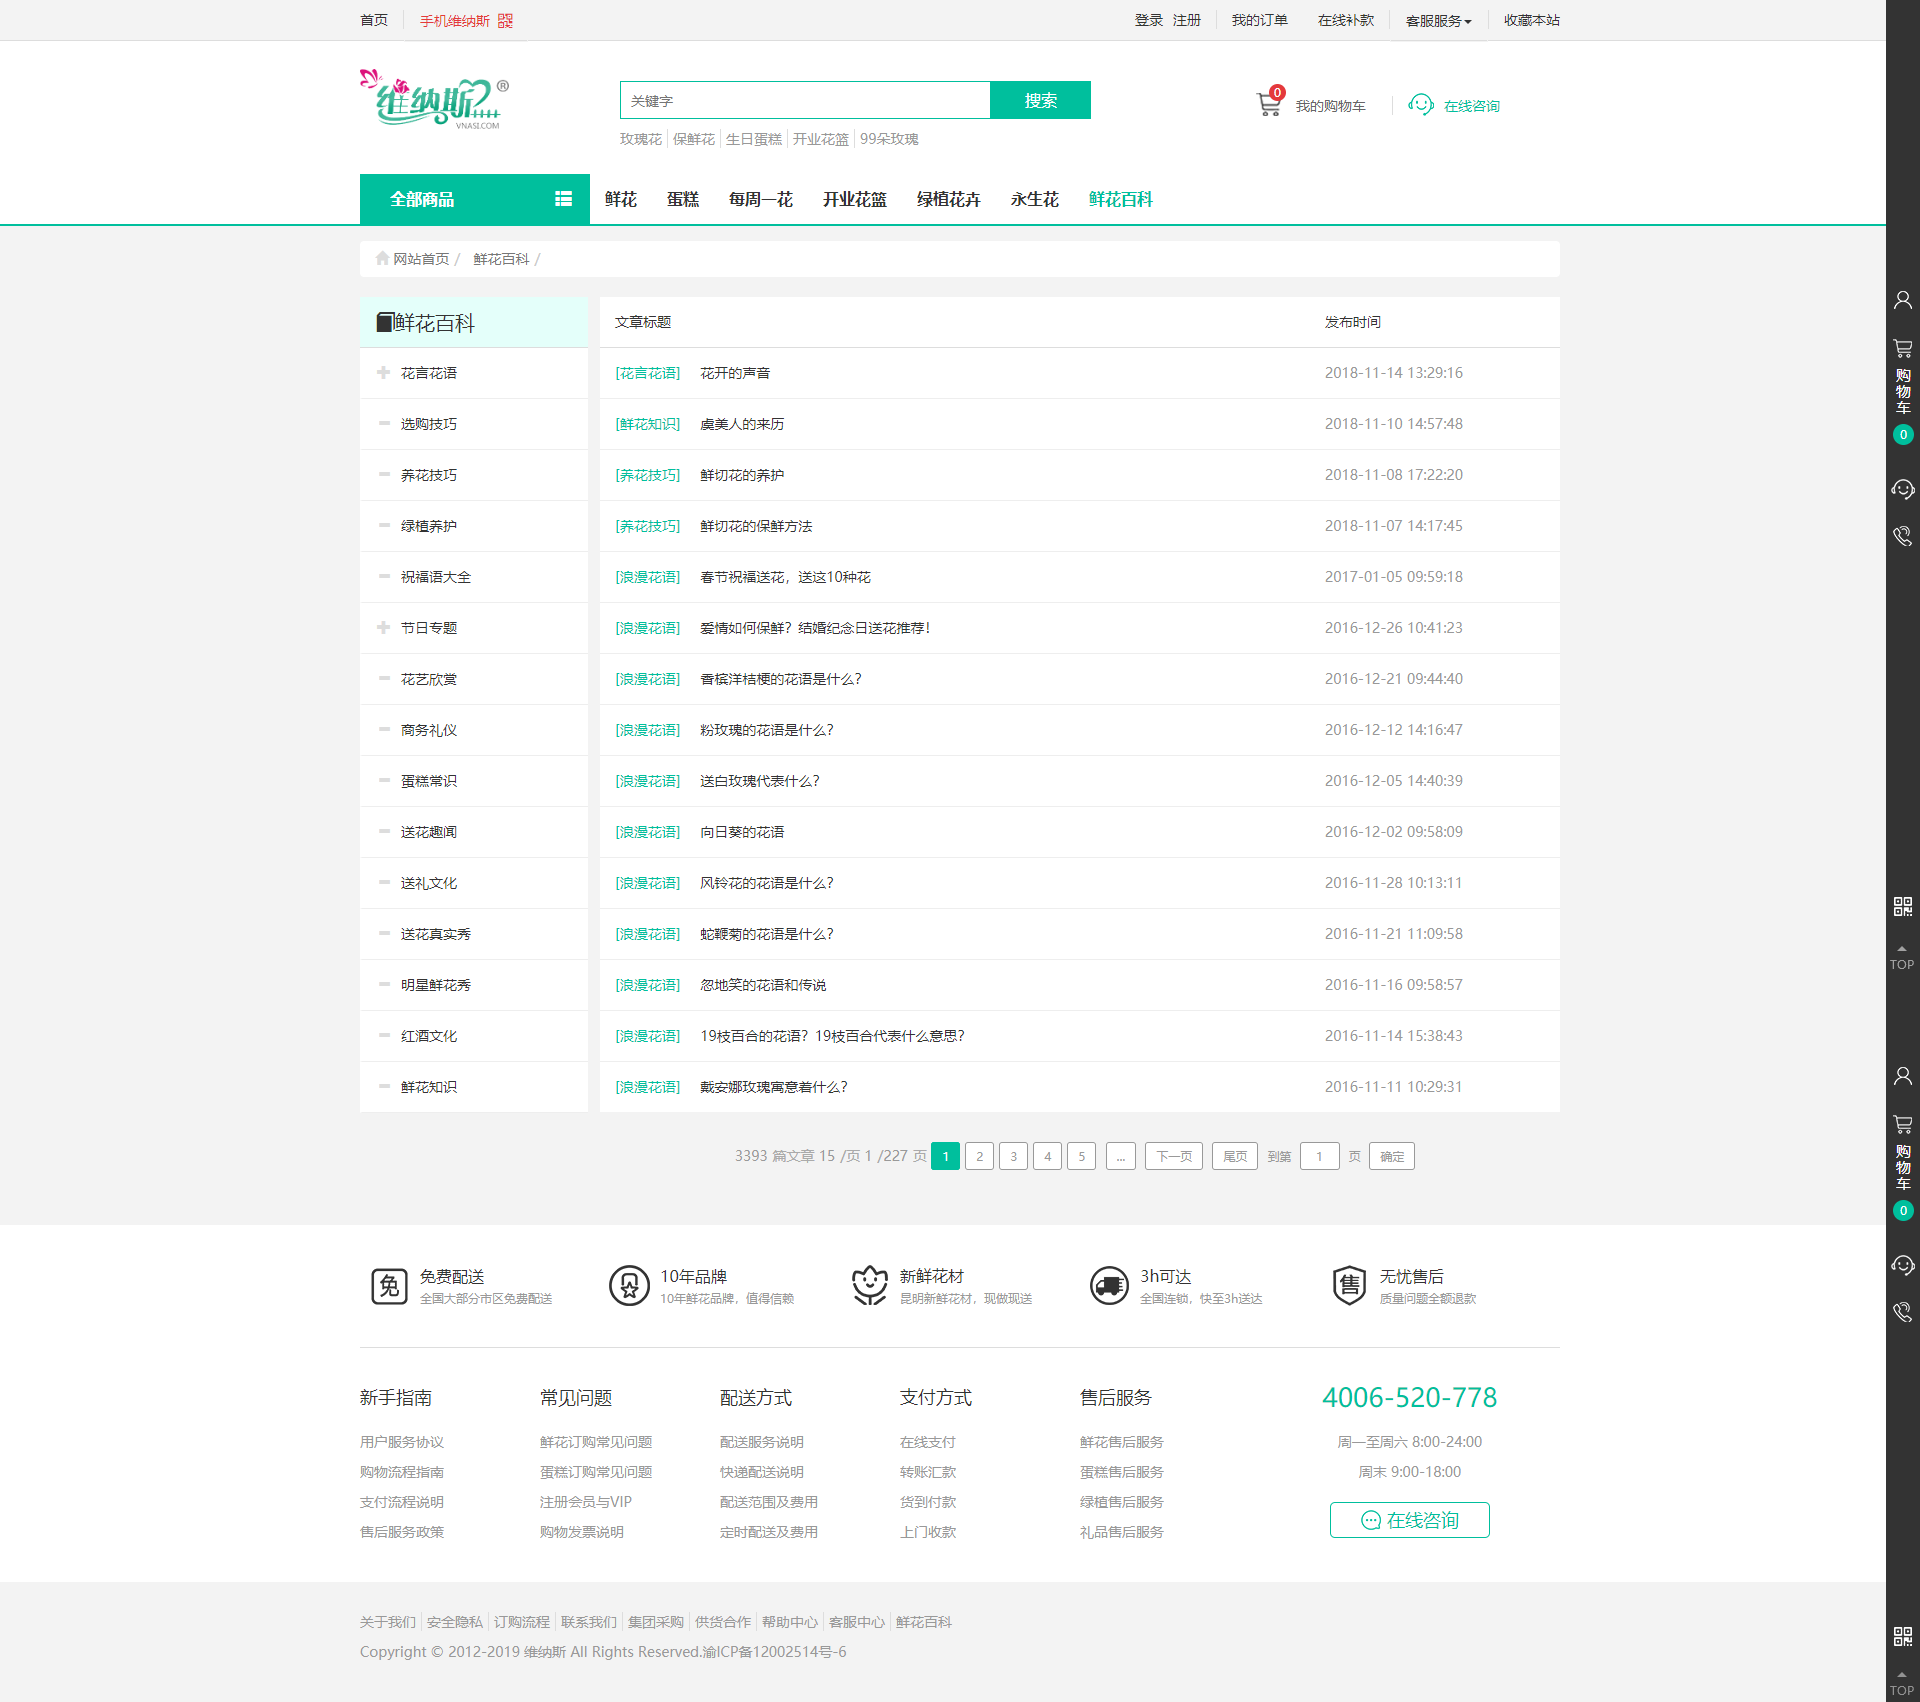 首页 手机维纳斯 登录 注册 我的订单 在线补款 客服服务 收藏本站
维纳斯® VNASI.COM
关键字 搜索 0 我的购物车 在线咨询
玫瑰花 保鲜花 生日蛋糕 开业花篮 99朵玫瑰
全部商品 鲜花 蛋糕 每周一花 开业花篮 绿植花卉 永生花 鲜花百科
网站首页 / 鲜花百科 /
鲜花百科 文章标题 发布时间
花言花语 [花言花语] 花开的声音 2018-11-14 13:29:16
选购技巧 [鲜花知识] 虞美人的来历 2018-11-10 14:57:48
养花技巧 [养花技巧] 鲜切花的养护 2018-11-08 17:22:20
绿植养护 [养花技巧] 鲜切花的保鲜方法 2018-11-07 14:17:45
祝福语大全 [浪漫花语] 春节祝福送花，送这10种花 2017-01-05 09:59:18
节日专题 [浪漫花语] 爱情如何保鲜？结婚纪念日送花推荐！ 2016-12-26 10:41:23
花艺欣赏 [浪漫花语] 香槟洋桔梗的花语是什么？ 2016-12-21 09:44:40
商务礼仪 [浪漫花语] 粉玫瑰的花语是什么？ 2016-12-12 14:16:47
蛋糕常识 [浪漫花语] 送白玫瑰代表什么？ 2016-12-05 14:40:39
送花趣闻 [浪漫花语] 向日葵的花语 2016-12-02 09:58:09
送礼文化 [浪漫花语] 风铃花的花语是什么？ 2016-11-28 10:13:11
送花真实秀 [浪漫花语] 蛇鞭菊的花语是什么？ 2016-11-21 11:09:58
明星鲜花秀 [浪漫花语] 忽地笑的花语和传说 2016-11-16 09:58:57
红酒文化 [浪漫花语] 19枝百合的花语？19枝百合代表什么意思？ 2016-11-14 15:38:43
鲜花知识 [浪漫花语] 戴安娜玫瑰寓意着什么？ 2016-11-11 10:29:31
3393 篇文章 15 /页 1 /227 页 1 2 3 4 5 ... 下一页 尾页 到第 1 页 确定
免 免费配送 10年品牌 新鲜花材 3h可达 售 无忧售后
全国大部分市区免费配送 10年鲜花品牌，值得信赖 昆明新鲜花材，现做现送 全国连锁，快至3h送达 质量问题全额退款
新手指南 常见问题 配送方式 支付方式 售后服务 4006-520-778
用户服务协议 鲜花订购常见问题 配送服务说明 在线支付 鲜花售后服务 周一至周六 8:00-24:00
购物流程指南 蛋糕订购常见问题 快递配送说明 转账汇款 蛋糕售后服务 周末 9:00-18:00
支付流程说明 注册会员与VIP 配送范围及费用 货到付款 绿植售后服务 在线咨询
售后服务政策 购物发票说明 定时配送及费用 上门收款 礼品售后服务
关于我们 安全隐私 订购流程 联系我们 集团采购 供货合作 帮助中心 客服中心 鲜花百科
Copyright © 2012-2019 维纳斯 All Rights Reserved.渝ICP备12002514号-6
购物车
0
TOP
购物车
0
TOP